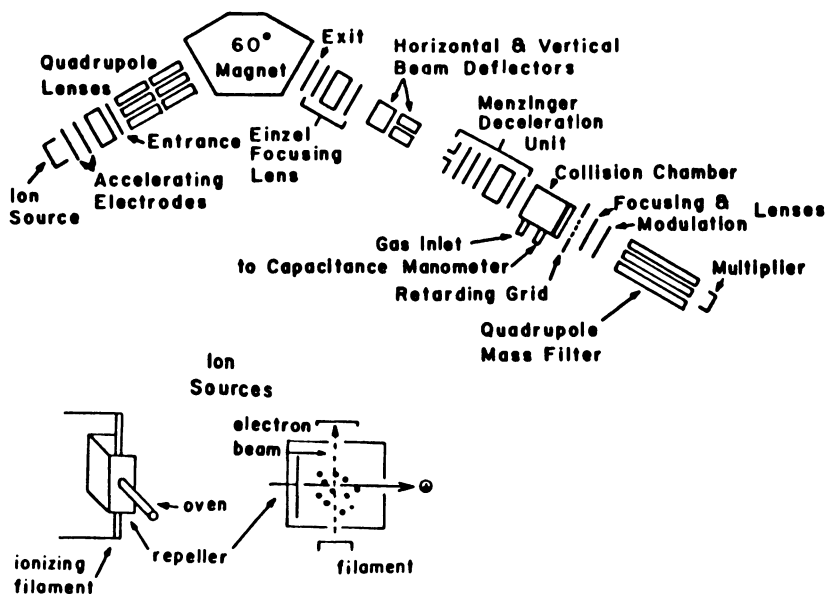 60°
Magnet
Exit
Horizontal & Vertical
Beam Deflectors
Quadrupole
Lenses
Menzinger
Deceleration
Unit
Entrance
Einzel
Focusing
Lens
Collision Chamber
Ion
Source
Accelerating
Electrodes
Focusing &
Modulation
Lenses
Gas Inlet
to Capacitance Manometer
Retarding Grid
Multiplier
Quadrupole
Mass Filter
Ion
Sources
electron
beam
oven
repeller
ionizing
filament
filament